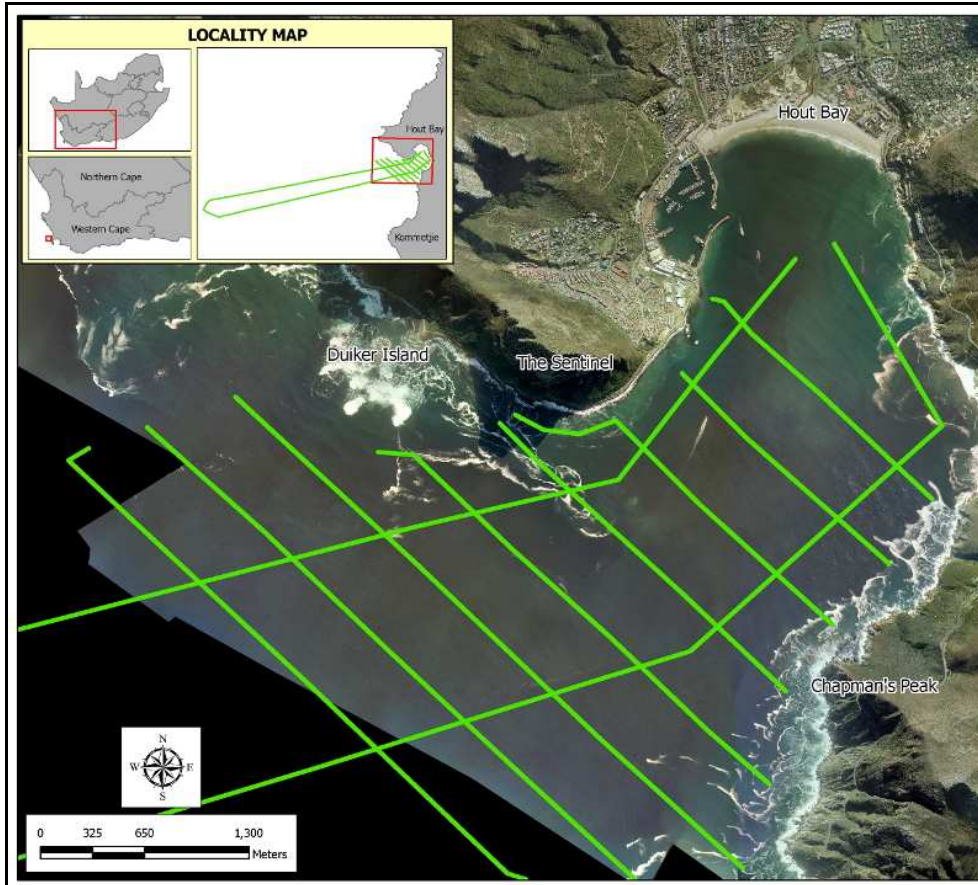 LOCALITY MAP
Hout Bay
Northern Cape
Western Cape
Kommetjie
Hout Bay
Duiker Island
The Sentinel
Chapman's Peak
N
W E
S
0 325 650 1,300
Meters